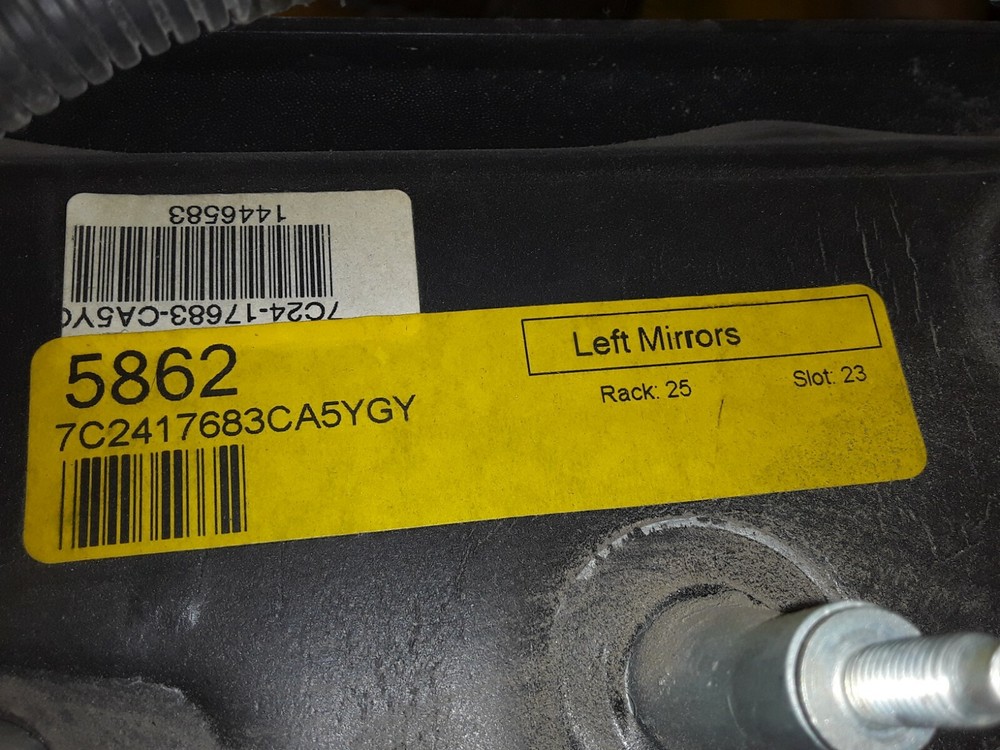 1446583
7C24-17683-CA5Y
5862
7C2417683CA5YGY
Left Mirrors
Rack: 25
Slot: 23